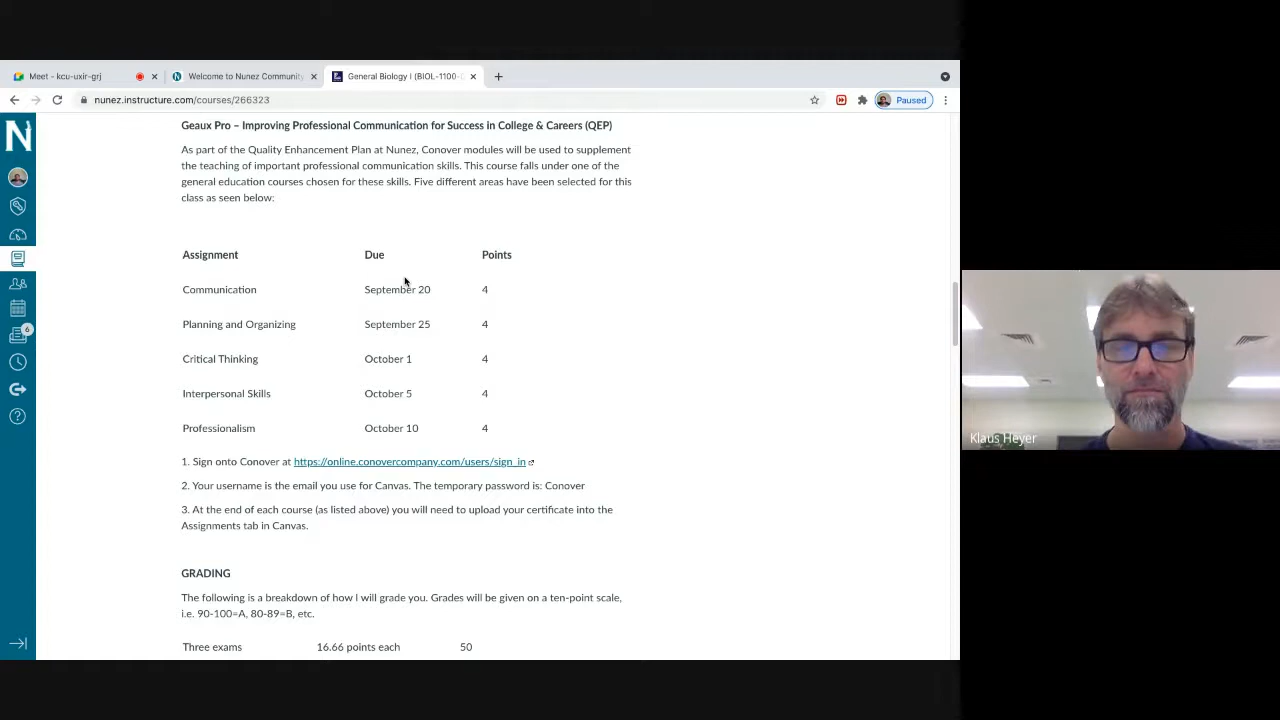 Meet - kcu-uxir-grj
Welcome to Nunez Community
General Biology I (BIOL-1100-
nunez.instructure.com/courses/266323
Paused
N
6
Geaux Pro – Improving Professional Communication for Success in College & Careers (QEP)
As part of the Quality Enhancement Plan at Nunez, Conover modules will be used to supplement
the teaching of important professional communication skills. This course falls under one of the
general education courses chosen for these skills. Five different areas have been selected for this
class as seen below:
Assignment Due Points
Communication September 20 4
Planning and Organizing September 25 4
Critical Thinking October 1 4
Interpersonal Skills October 5 4
Professionalism October 10 4
1. Sign onto Conover at https://online.conovercompany.com/users/sign_in
2. Your username is the email you use for Canvas. The temporary password is: Conover
3. At the end of each course (as listed above) you will need to upload your certificate into the
Assignments tab in Canvas.
GRADING
The following is a breakdown of how I will grade you. Grades will be given on a ten-point scale,
i.e. 90-100=A, 80-89=B, etc.
Three exams 16.66 points each 50
Klaus Heyer